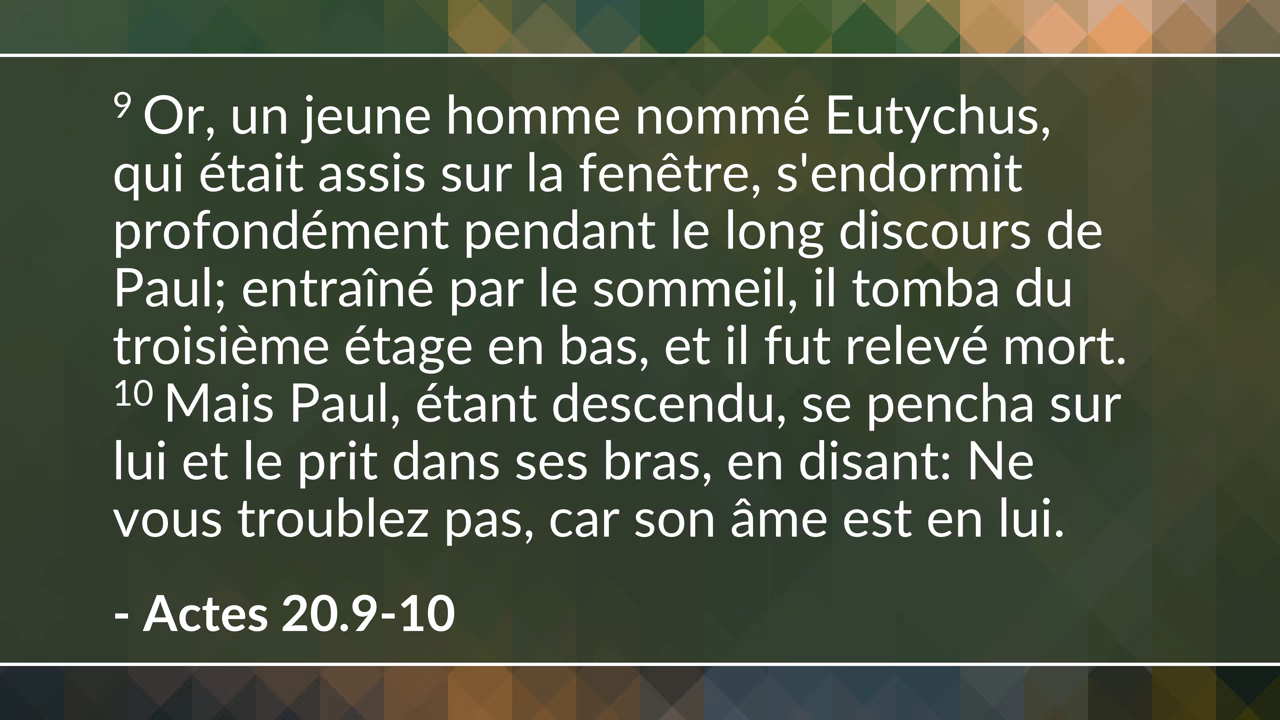 9 Or, un jeune homme nommé Eutychus,
qui était assis sur la fenêtre, s'endormit
profondément pendant le long discours de
Paul; entraîné par le sommeil, il tomba du
troisième étage en bas, et il fut relevé mort.
10 Mais Paul, étant descendu, se pencha sur
lui et le prit dans ses bras, en disant: Ne
vous troublez pas, car son âme est en lui.
- Actes 20.9-10